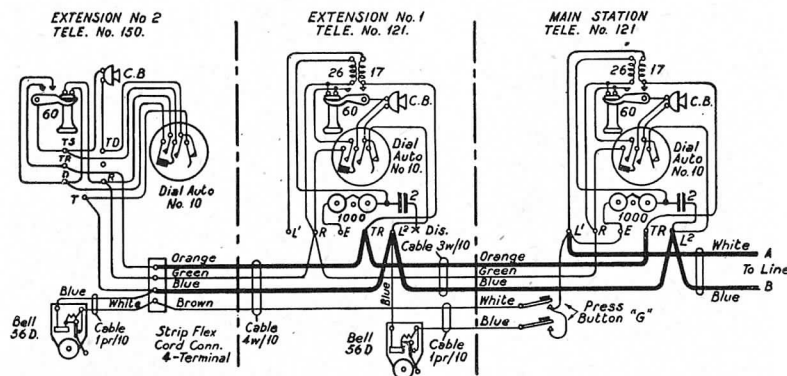 EXTENSION No 2
TELE. No. 150.
EXTENSION No. 1
TELE. No. 121.
MAIN STATION
TELE. No. 121
C.B
60
TS
TD
TR
D
R
T
Dial Auto
No. 10
26
17
60
C.B.
Dial Auto
No 10.
2
1000
L'
R
E
TR
L²
Dis.
Cable 3w/10
26
17
60
C.B.
Dial Auto
No 10
2
1000
L'
R
E
TR
L²
Orange
Green
Blue
Brown
Orange
Green
Blue
White
Blue
White
A
To Line
B
Blue
Blue
White
Bell
56 D.
Cable
1pr/10
Strip Flex
Cord Conn.
4-Terminal
Cable
4w/10
Blue
Bell
56 D
Cable
1pr/10
Press
Button "G"